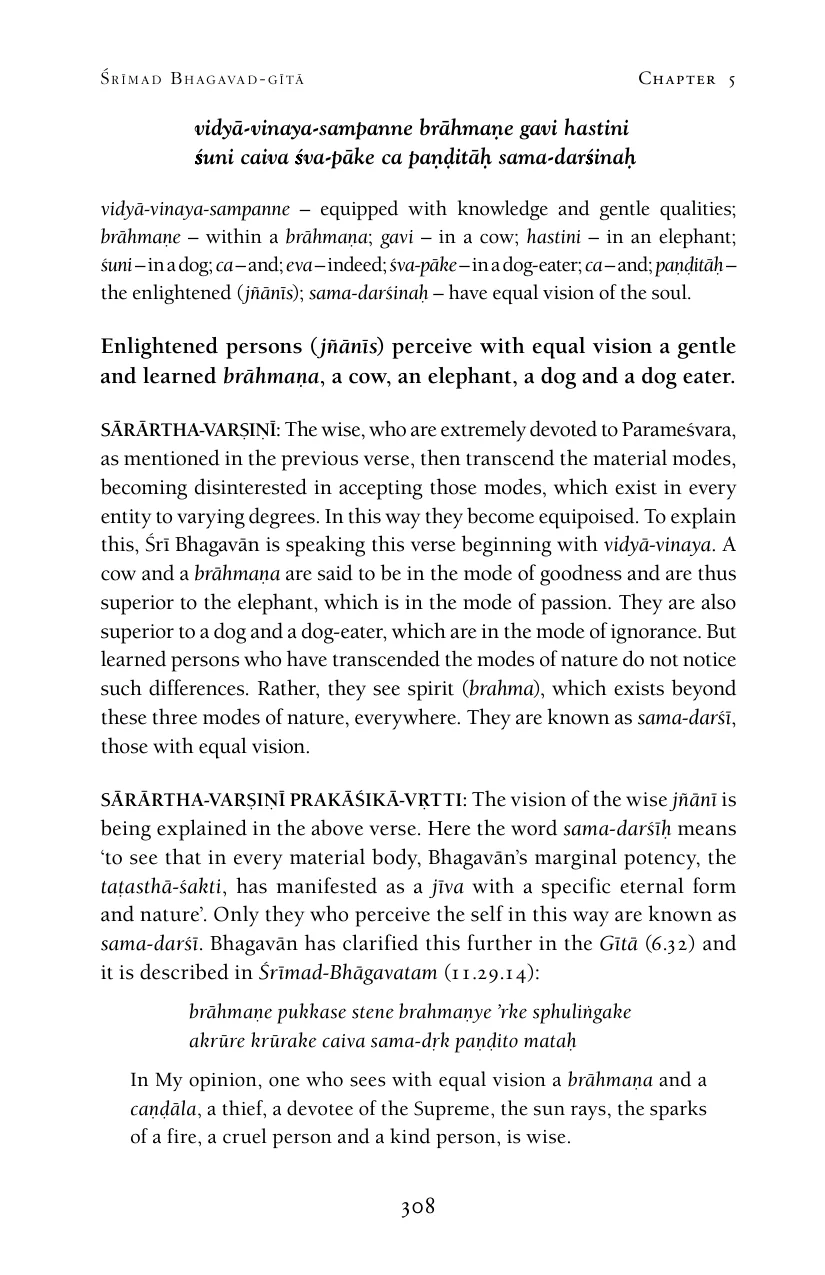 Śrīmad Bhagavad-gītā Chapter 5
vidyā-vinaya-sampanne brāhmaṇe gavi hastini
śuni caiva śva-pāke ca paṇḍitāḥ sama-darśinaḥ
vidyā-vinaya-sampanne – equipped with knowledge and gentle qualities;
brāhmaṇe – within a brāhmaṇa; gavi – in a cow; hastini – in an elephant;
śuni – in a dog; ca – and; eva – indeed; śva-pāke – in a dog-eater; ca – and; paṇḍitāḥ –
the enlightened (jñānīs); sama-darśinaḥ – have equal vision of the soul.
Enlightened persons (jñānīs) perceive with equal vision a gentle
and learned brāhmaṇa, a cow, an elephant, a dog and a dog eater.
SĀRĀRTHA-VARṢIṆĪ: The wise, who are extremely devoted to Parameśvara,
as mentioned in the previous verse, then transcend the material modes,
becoming disinterested in accepting those modes, which exist in every
entity to varying degrees. In this way they become equipoised. To explain
this, Śrī Bhagavān is speaking this verse beginning with vidyā-vinaya. A
cow and a brāhmaṇa are said to be in the mode of goodness and are thus
superior to the elephant, which is in the mode of passion. They are also
superior to a dog and a dog-eater, which are in the mode of ignorance. But
learned persons who have transcended the modes of nature do not notice
such differences. Rather, they see spirit (brahma), which exists beyond
these three modes of nature, everywhere. They are known as sama-darśī,
those with equal vision.
SĀRĀRTHA-VARṢIṆĪ PRAKĀŚIKĀ-VṚTTI: The vision of the wise jñānī is
being explained in the above verse. Here the word sama-darśīḥ means
‘to see that in every material body, Bhagavān’s marginal potency, the
taṭasthā-śakti, has manifested as a jīva with a specific eternal form
and nature’. Only they who perceive the self in this way are known as
sama-darśī. Bhagavān has clarified this further in the Gītā (6.32) and
it is described in Śrīmad-Bhāgavatam (11.29.14):
brāhmaṇe pukkase stene brahmaṇye ’rke sphuliṅgake
akrūre krūrake caiva sama-dṛk paṇḍito mataḥ
In My opinion, one who sees with equal vision a brāhmaṇa and a
caṇḍāla, a thief, a devotee of the Supreme, the sun rays, the sparks
of a fire, a cruel person and a kind person, is wise.
308